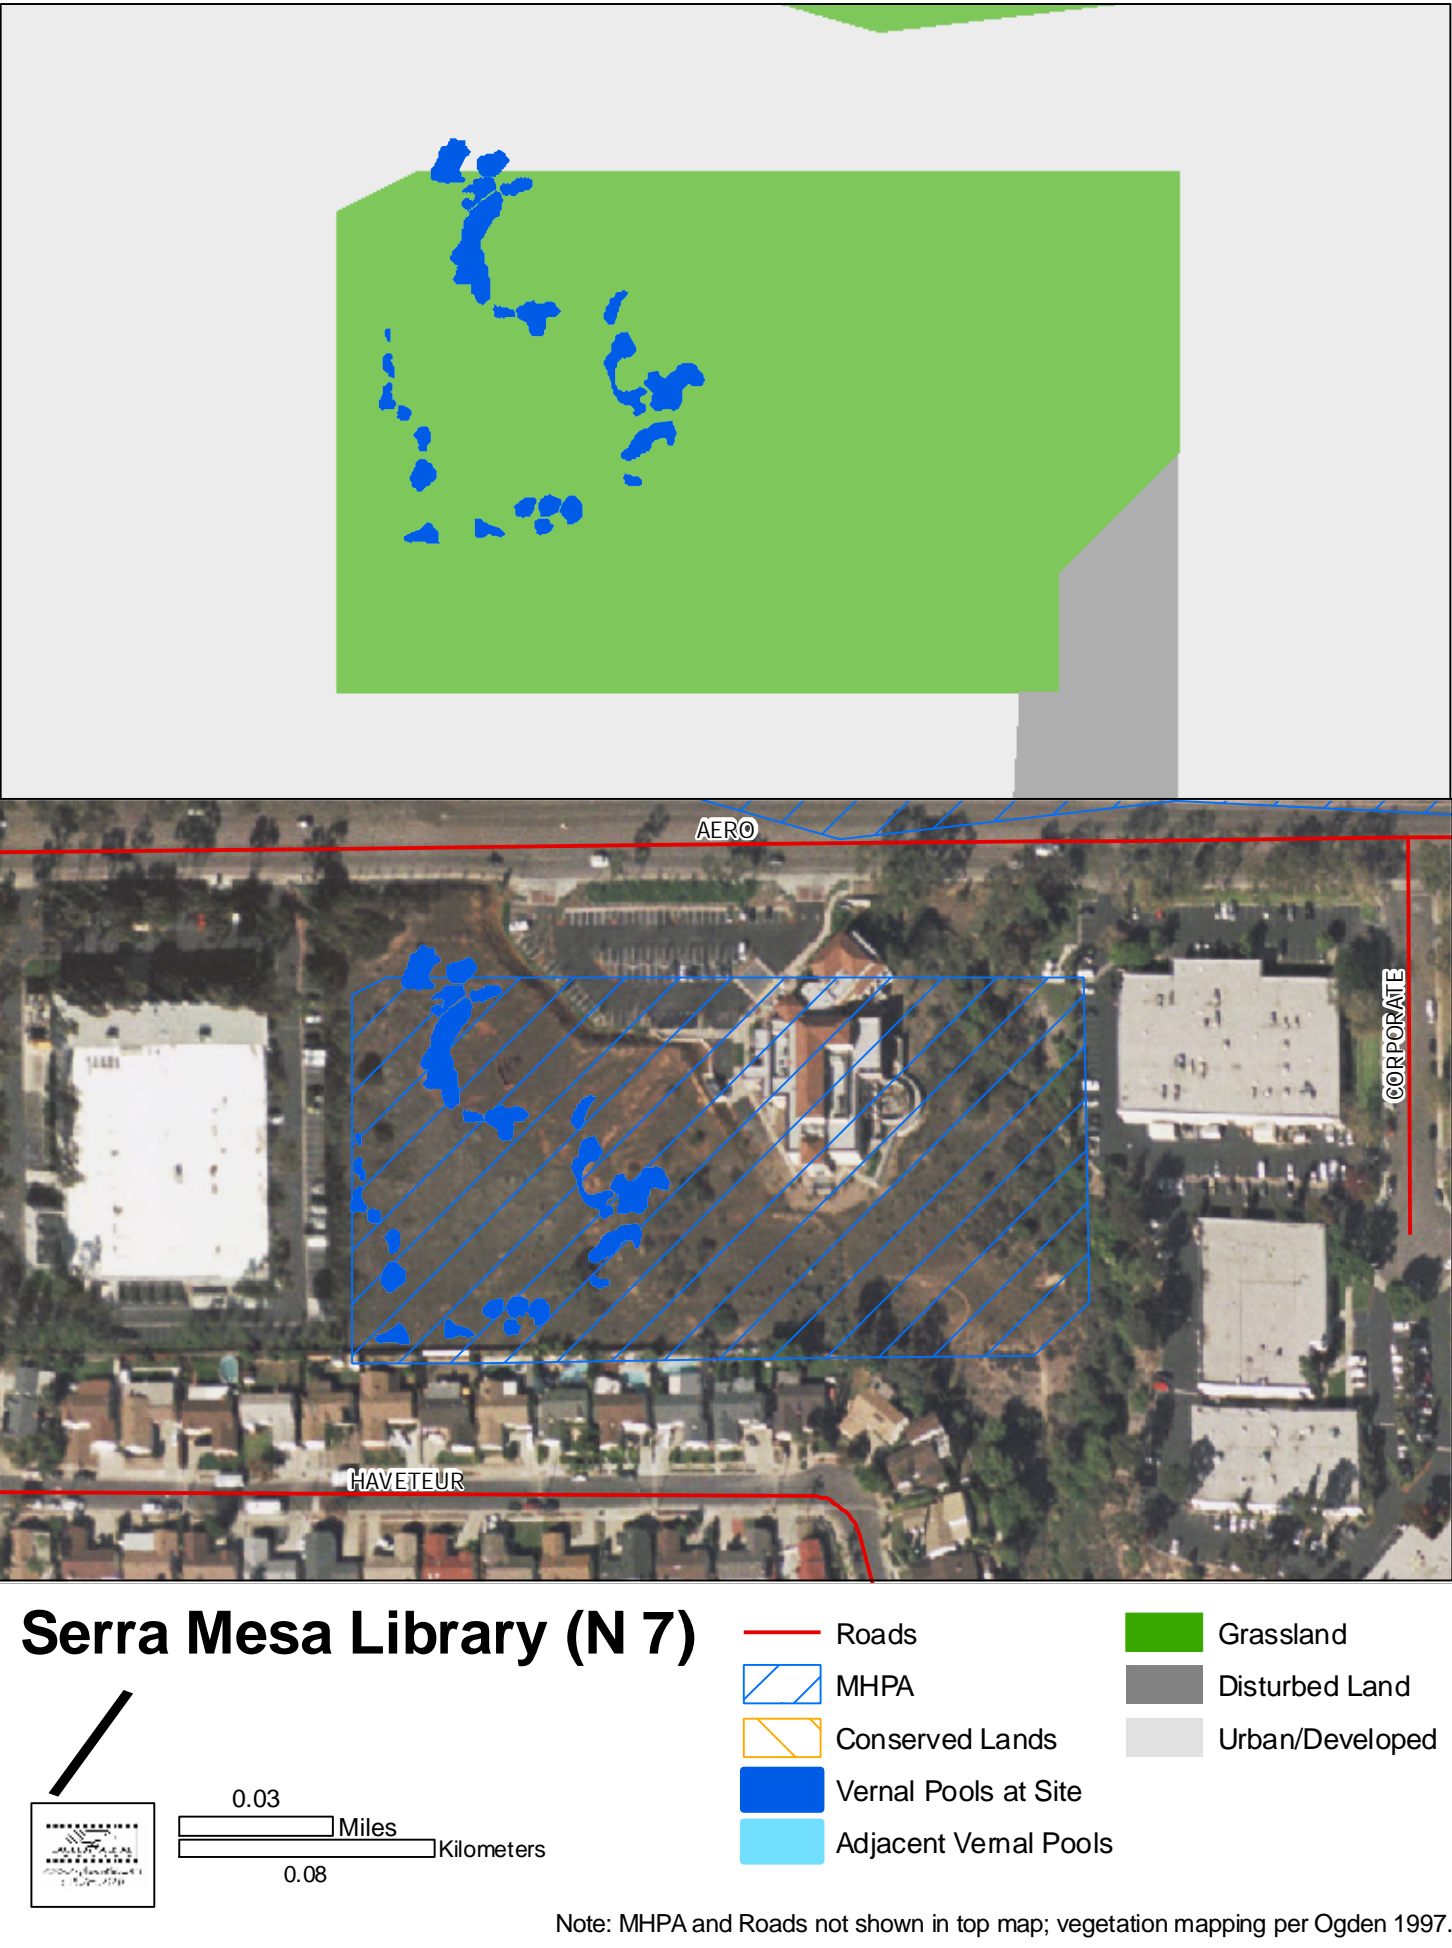 AERO
CORPORATE
HAVETEUR
Serra Mesa Library (N 7)
Roads
MHPA
Conserved Lands
Vernal Pools at Site
Adjacent Vernal Pools
Grassland
Disturbed Land
Urban/Developed
0.03
Miles
Kilometers
0.08
Note: MHPA and Roads not shown in top map; vegetation mapping per Ogden 1997.